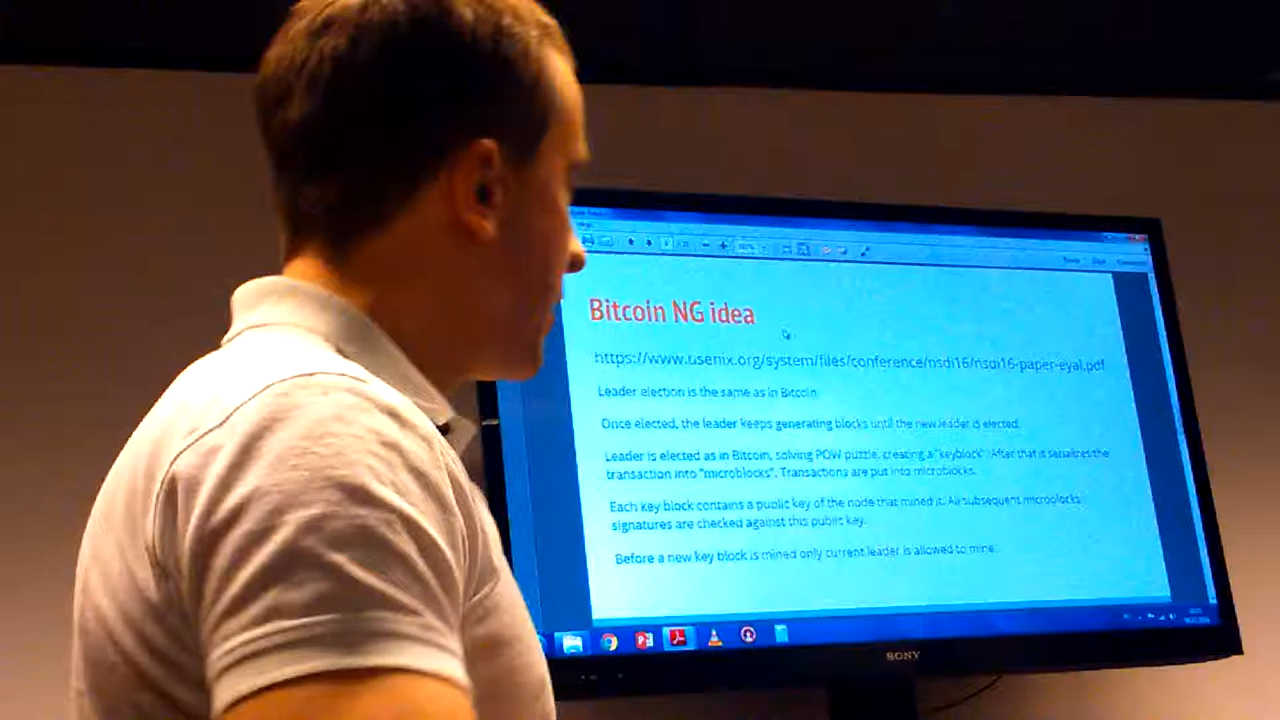 Bitcoin NG idea
https://www.usenix.org/system/files/conference/nsdi16/nsdi16-paper-eyal.pdf
Leader election is the same as in Bitcoin
Once elected, the leader keeps generating blocks until the new leader is elected.
Leader is elected as in Bitcoin, solving POW puzzle, creating a "keyblock". After that is serializes the
transaction into "microblocks". Transactions are put into microblocks.
Each key block contains a public key of the node that mined it. All subsequent microblocks
signatures are checked against this public key.
Before a new key block is mined only current leader is allowed to mine.
SONY